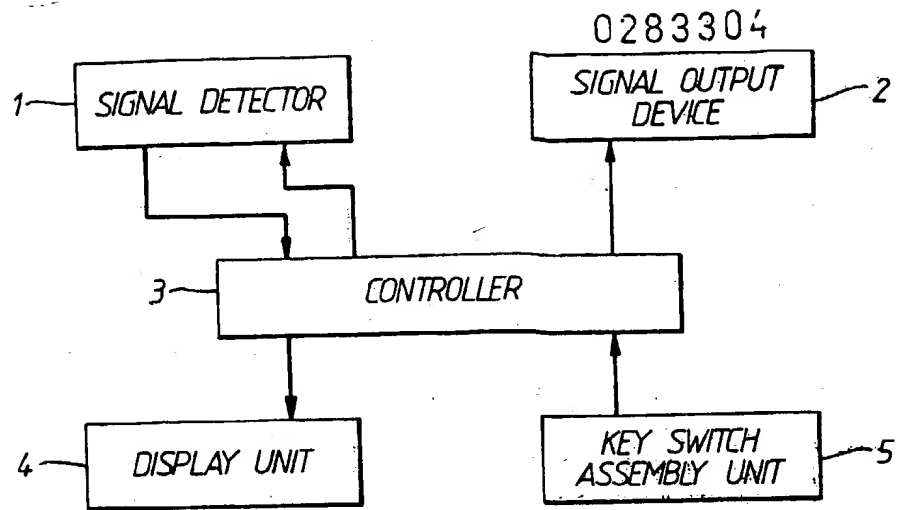 0283304
1
SIGNAL DETECTOR
SIGNAL OUTPUT
DEVICE
2
3
CONTROLLER
4
DISPLAY UNIT
KEY SWITCH
ASSEMBLY UNIT
5